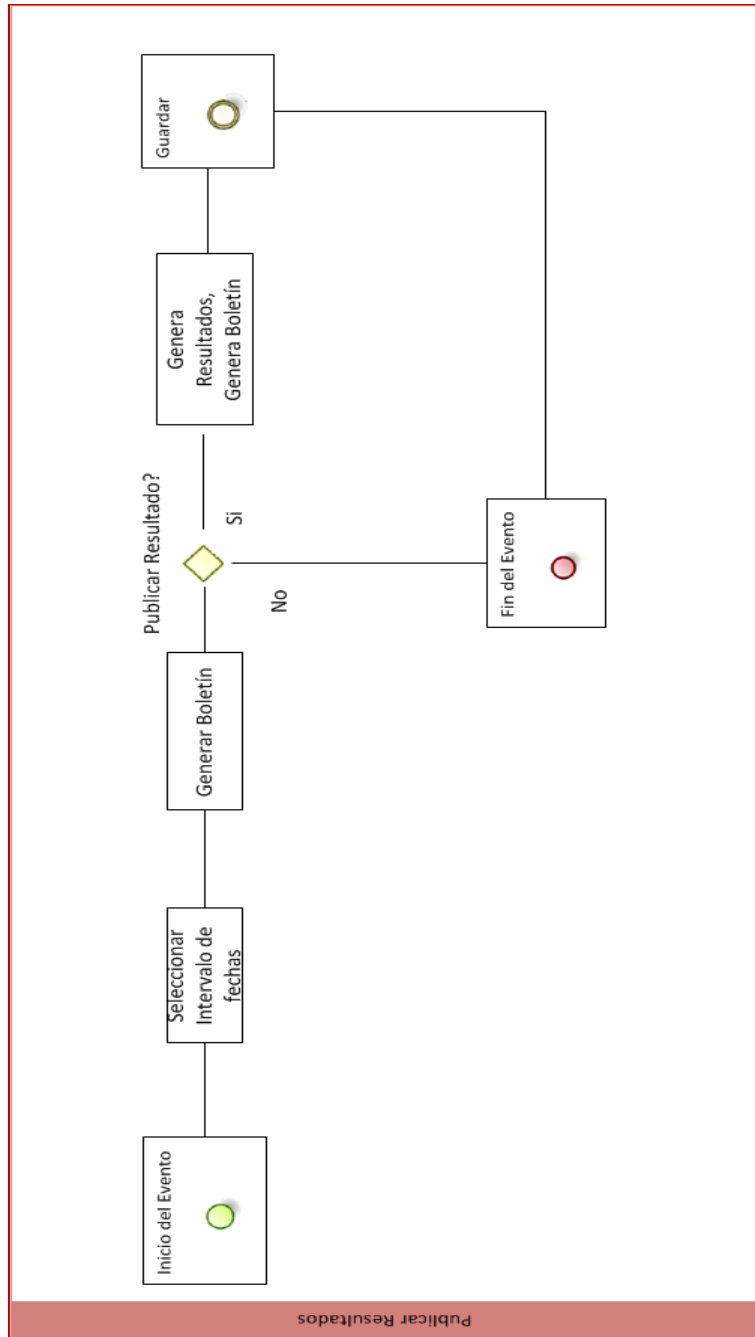 Publicar Resultados
Inicio del Evento
Seleccionar
Intervalo de
fechas
Generar Boletín
Publicar Resultado?
Si
No
Genera
Resultados,
Genera Boletín
Guardar
Fin del Evento